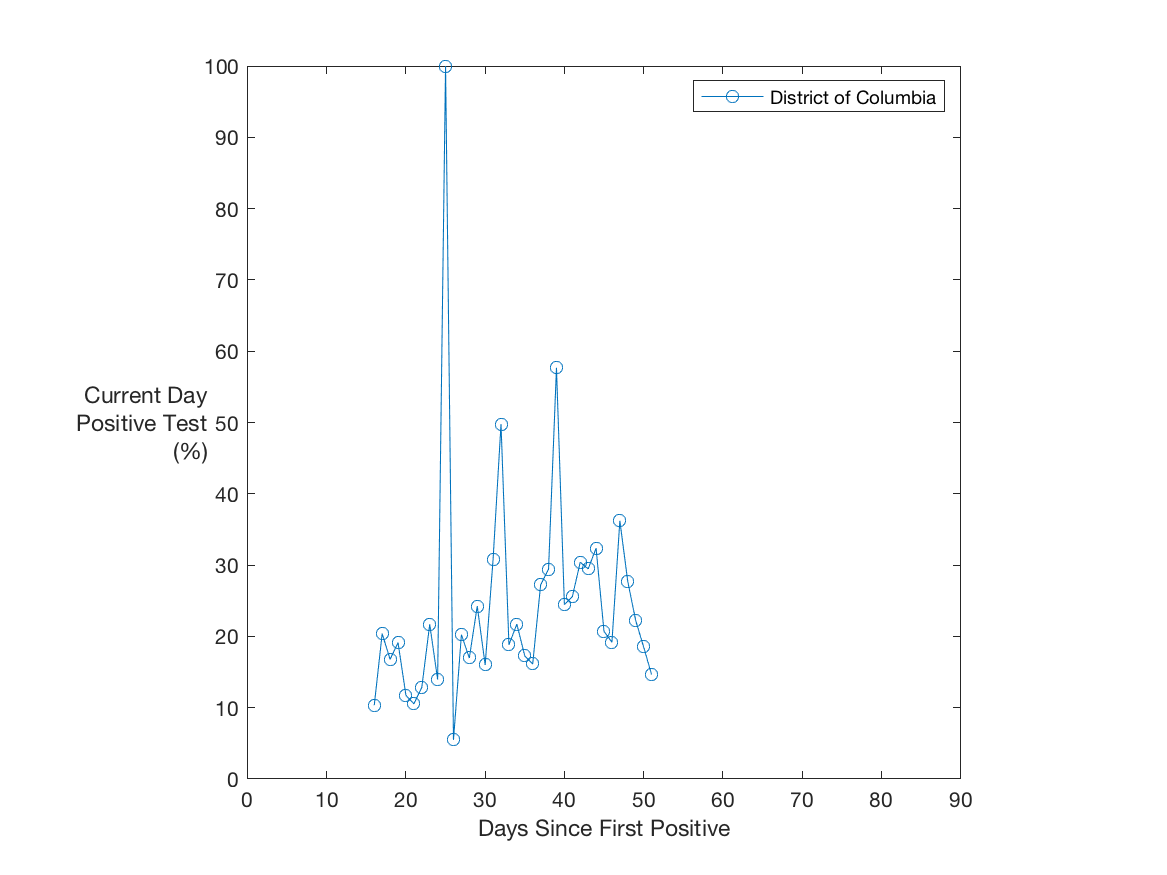 100
90
80
70
60
50
40
30
20
10
0
Current Day
Positive Test
(%)
District of Columbia
0 10 20 30 40 50 60 70 80 90
Days Since First Positive